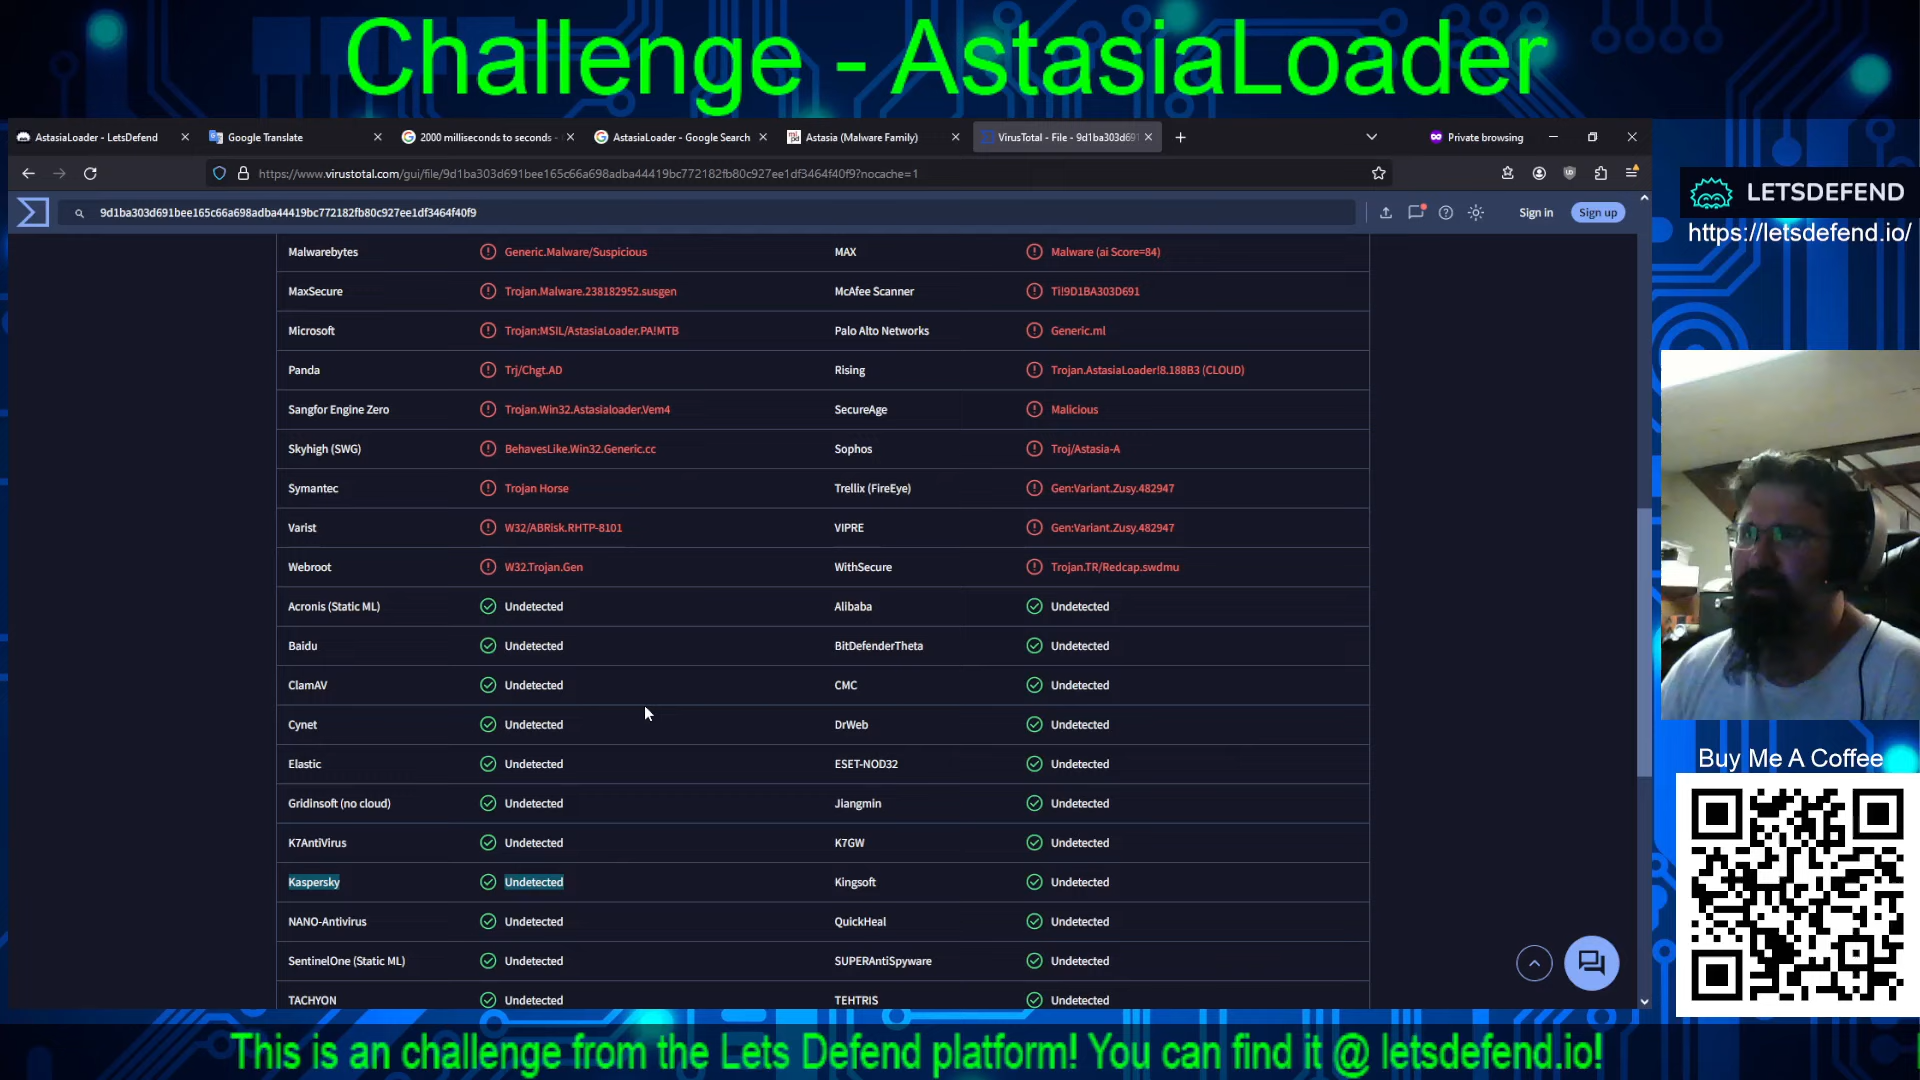 Challenge - AstasiaLoader
AstasiaLoader - LetsDefend
Google Translate
2000 milliseconds to seconds -
AstasiaLoader - Google Search
Astasia (Malware Family)
VirusTotal - File - 9d1ba303d691
Private browsing
https://www.virustotal.com/gui/file/9d1ba303d691bee165c66a698adba44419bc772182fb80c927ee1df3464f40f9?nocache=1
9d1ba303d691bee165c66a698adba44419bc772182fb80c927ee1df3464f40f9
Sign in
Sign up
LETSDEFEND
https://letsdefend.io/
Malwarebytes Generic.Malware/Suspicious MAX Malware (ai Score=84)
MaxSecure Trojan.Malware.238182952.susgen McAfee Scanner Ti!9D1BA303D691
Microsoft Trojan:MSIL/AstasiaLoader.PA!MTB Palo Alto Networks Generic.ml
Panda Trj/Chgt.AD Rising Trojan.AstasiaLoader!8.188B3 (CLOUD)
Sangfor Engine Zero Trojan.Win32.Astasialoader.Vem4 SecureAge Malicious
Skyhigh (SWG) BehavesLike.Win32.Generic.cc Sophos Troj/Astasia-A
Symantec Trojan Horse Trellix (FireEye) Gen:Variant.Zusy.482947
Varist W32/ABRisk.RHTP-8101 VIPRE Gen:Variant.Zusy.482947
Webroot W32.Trojan.Gen WithSecure Trojan.TR/Redcap.swdmu
Acronis (Static ML) Undetected Alibaba Undetected
Baidu Undetected BitDefenderTheta Undetected
ClamAV Undetected CMC Undetected
Cynet Undetected DrWeb Undetected
Elastic Undetected ESET-NOD32 Undetected
Gridinsoft (no cloud) Undetected Jiangmin Undetected
K7AntiVirus Undetected K7GW Undetected
Kaspersky Undetected Kingsoft Undetected
NANO-Antivirus Undetected QuickHeal Undetected
SentinelOne (Static ML) Undetected SUPERAntiSpyware Undetected
TACHYON Undetected TEHTRIS Undetected
Buy Me A Coffee
This is an challenge from the Lets Defend platform! You can find it @ letsdefend.io!